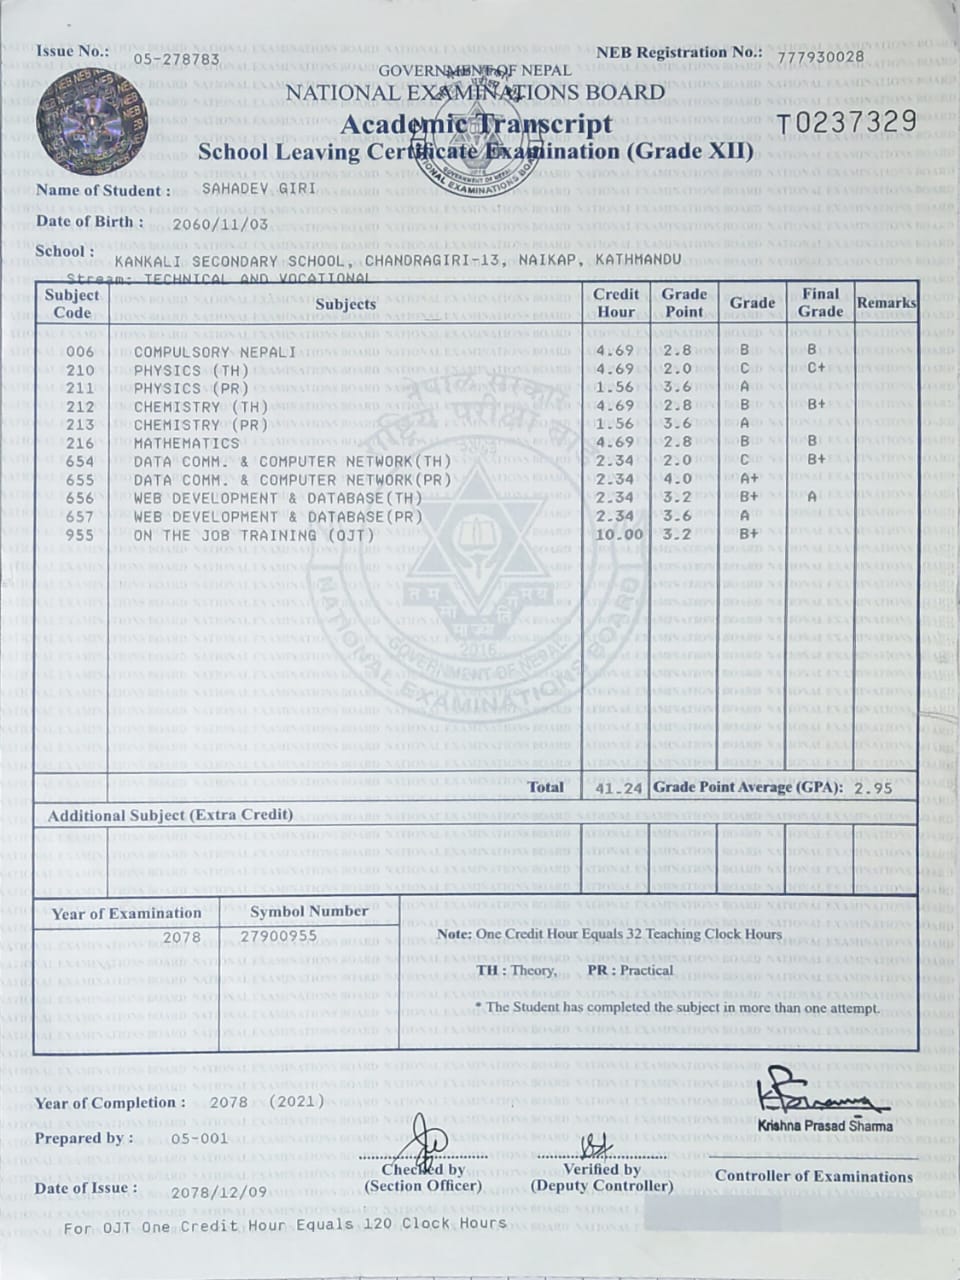 Issue No.: 05-278783
NEB Registration No.: 777930028
GOVERNMENT OF NEPAL
NATIONAL EXAMINATIONS BOARD
Academic Transcript
T0237329
School Leaving Certificate Examination (Grade XII)
Name of Student : SAHADEV GIRI
Date of Birth : 2060/11/03
School : KANKALI SECONDARY SCHOOL, CHANDRAGIRI-13, NAIKAP, KATHMANDU
Stream: TECHNICAL AND VOCATIONAL
Subject Code Subjects Credit Hour Grade Point Grade Final Grade Remarks
006 COMPULSORY NEPALI 4.69 2.8 B B
210 PHYSICS (TH) 4.69 2.0 C C+
211 PHYSICS (PR) 1.56 3.6 A
212 CHEMISTRY (TH) 4.69 2.8 B B+
213 CHEMISTRY (PR) 1.56 3.6 A
216 MATHEMATICS 4.69 2.8 B B
654 DATA COMM. & COMPUTER NETWORK(TH) 2.34 2.0 C B+
655 DATA COMM. & COMPUTER NETWORK(PR) 2.34 4.0 A+
656 WEB DEVELOPMENT & DATABASE(TH) 2.34 3.2 B+ A
657 WEB DEVELOPMENT & DATABASE(PR) 2.34 3.6 A
955 ON THE JOB TRAINING (OJT) 10.00 3.2 B+
नेपाल सरकार
2016
GOVERNMENT OF NEPAL
NATIONAL EXAMINATIONS BOARD
Total 41.24 Grade Point Average (GPA): 2.95
Additional Subject (Extra Credit)
Year of Examination Symbol Number
2078 27900955
Note: One Credit Hour Equals 32 Teaching Clock Hours
TH : Theory, PR : Practical
* The Student has completed the subject in more than one attempt.
Year of Completion : 2078 (2021)
Krishna Prasad Sharma
Prepared by : 05-001
Checked by
(Section Officer)
Verified by
(Deputy Controller)
Controller of Examinations
Date of Issue : 2078/12/09
For OJT One Credit Hour Equals 120 Clock Hours